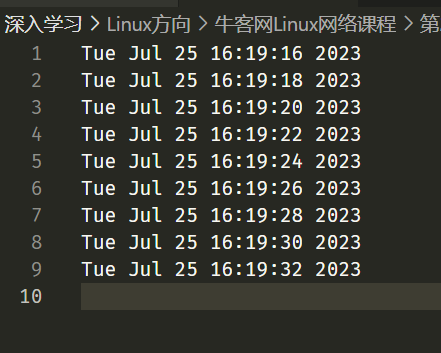 深入学习 > Linux方向 > 牛客网Linux网络课程 > 第
1 Tue Jul 25 16:19:16 2023
2 Tue Jul 25 16:19:18 2023
3 Tue Jul 25 16:19:20 2023
4 Tue Jul 25 16:19:22 2023
5 Tue Jul 25 16:19:24 2023
6 Tue Jul 25 16:19:26 2023
7 Tue Jul 25 16:19:28 2023
8 Tue Jul 25 16:19:30 2023
9 Tue Jul 25 16:19:32 2023
10